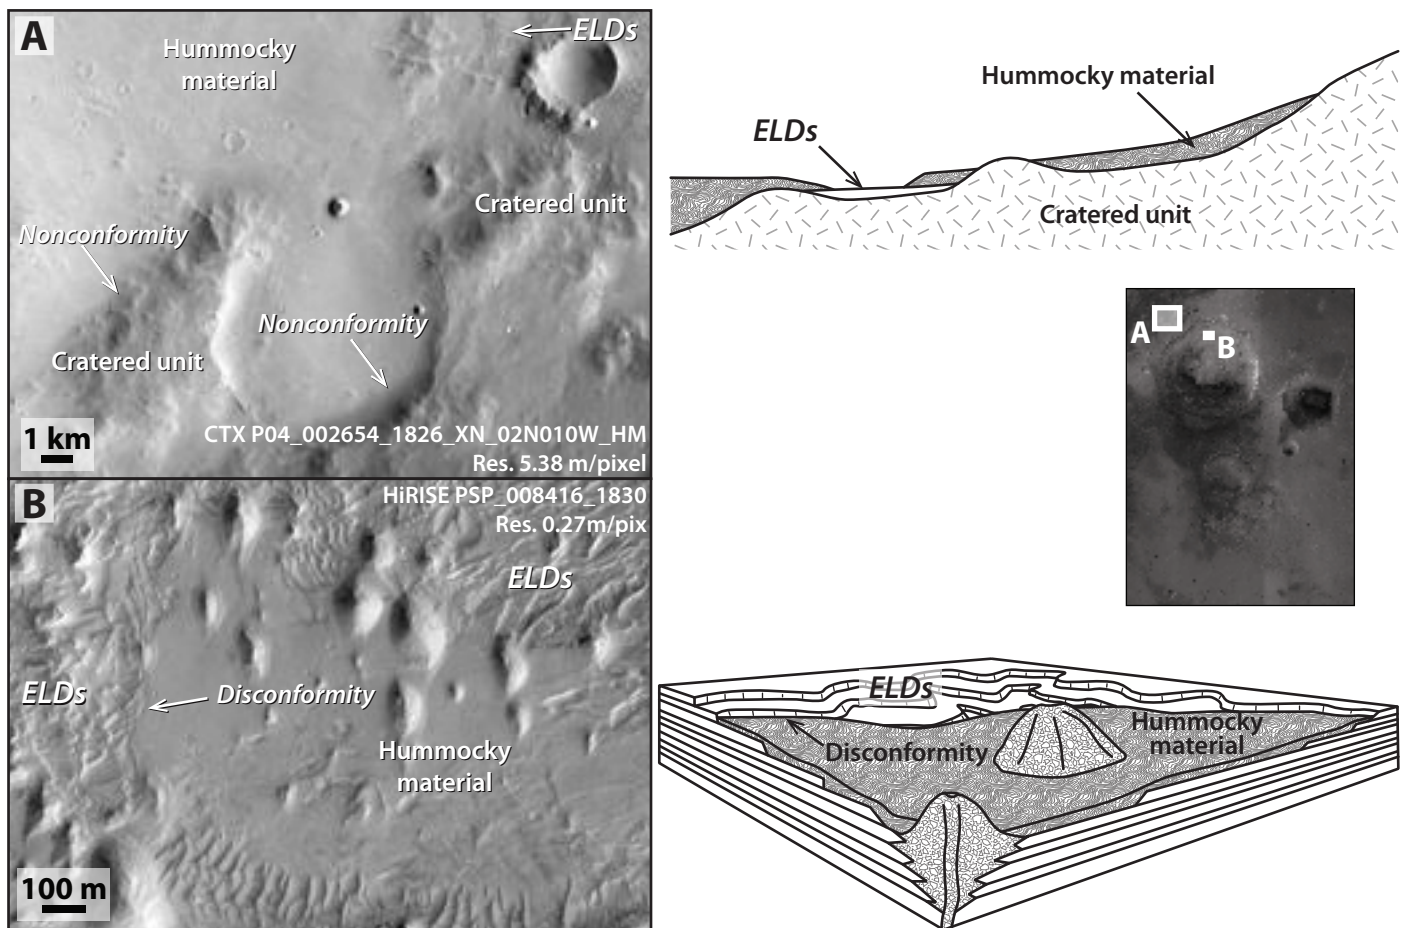 A
ELDs
Hummocky
material
Cratered unit
Nonconformity
Nonconformity
Cratered unit
1 km
CTX P04_002654_1826_XN_02N010W_HM
Res. 5.38 m/pixel
Hummocky material
ELDs
Cratered unit
A
B
B
HiRISE PSP_008416_1830
Res. 0.27m/pix
ELDs
ELDs
Disconformity
Hummocky
material
100 m
ELDs
Disconformity
Hummocky
material